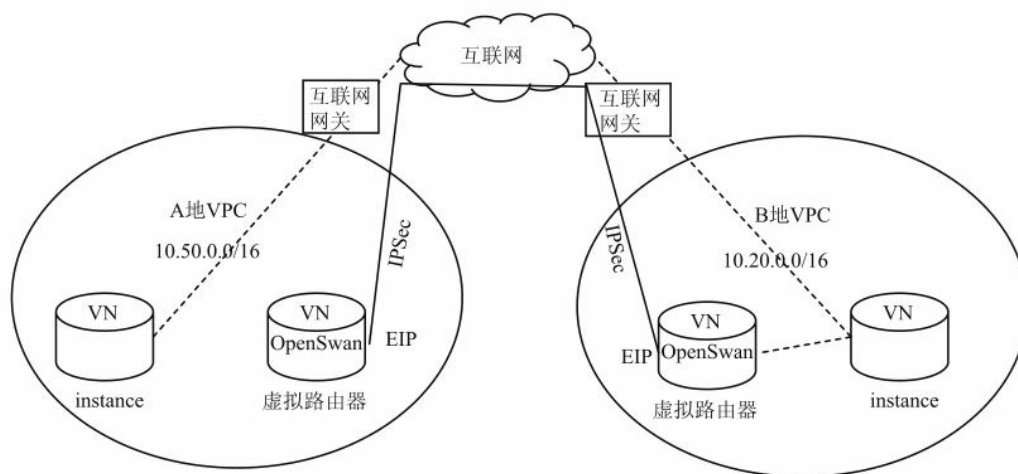 互联网
互联网
网关
互联网
网关
A地VPC
10.50.0.0/16
IPSec
VN
instance
VN
OpenSwan
EIP
虚拟路由器
B地VPC
10.20.0.0/16
IPSec
EIP
VN
OpenSwan
虚拟路由器
VN
instance